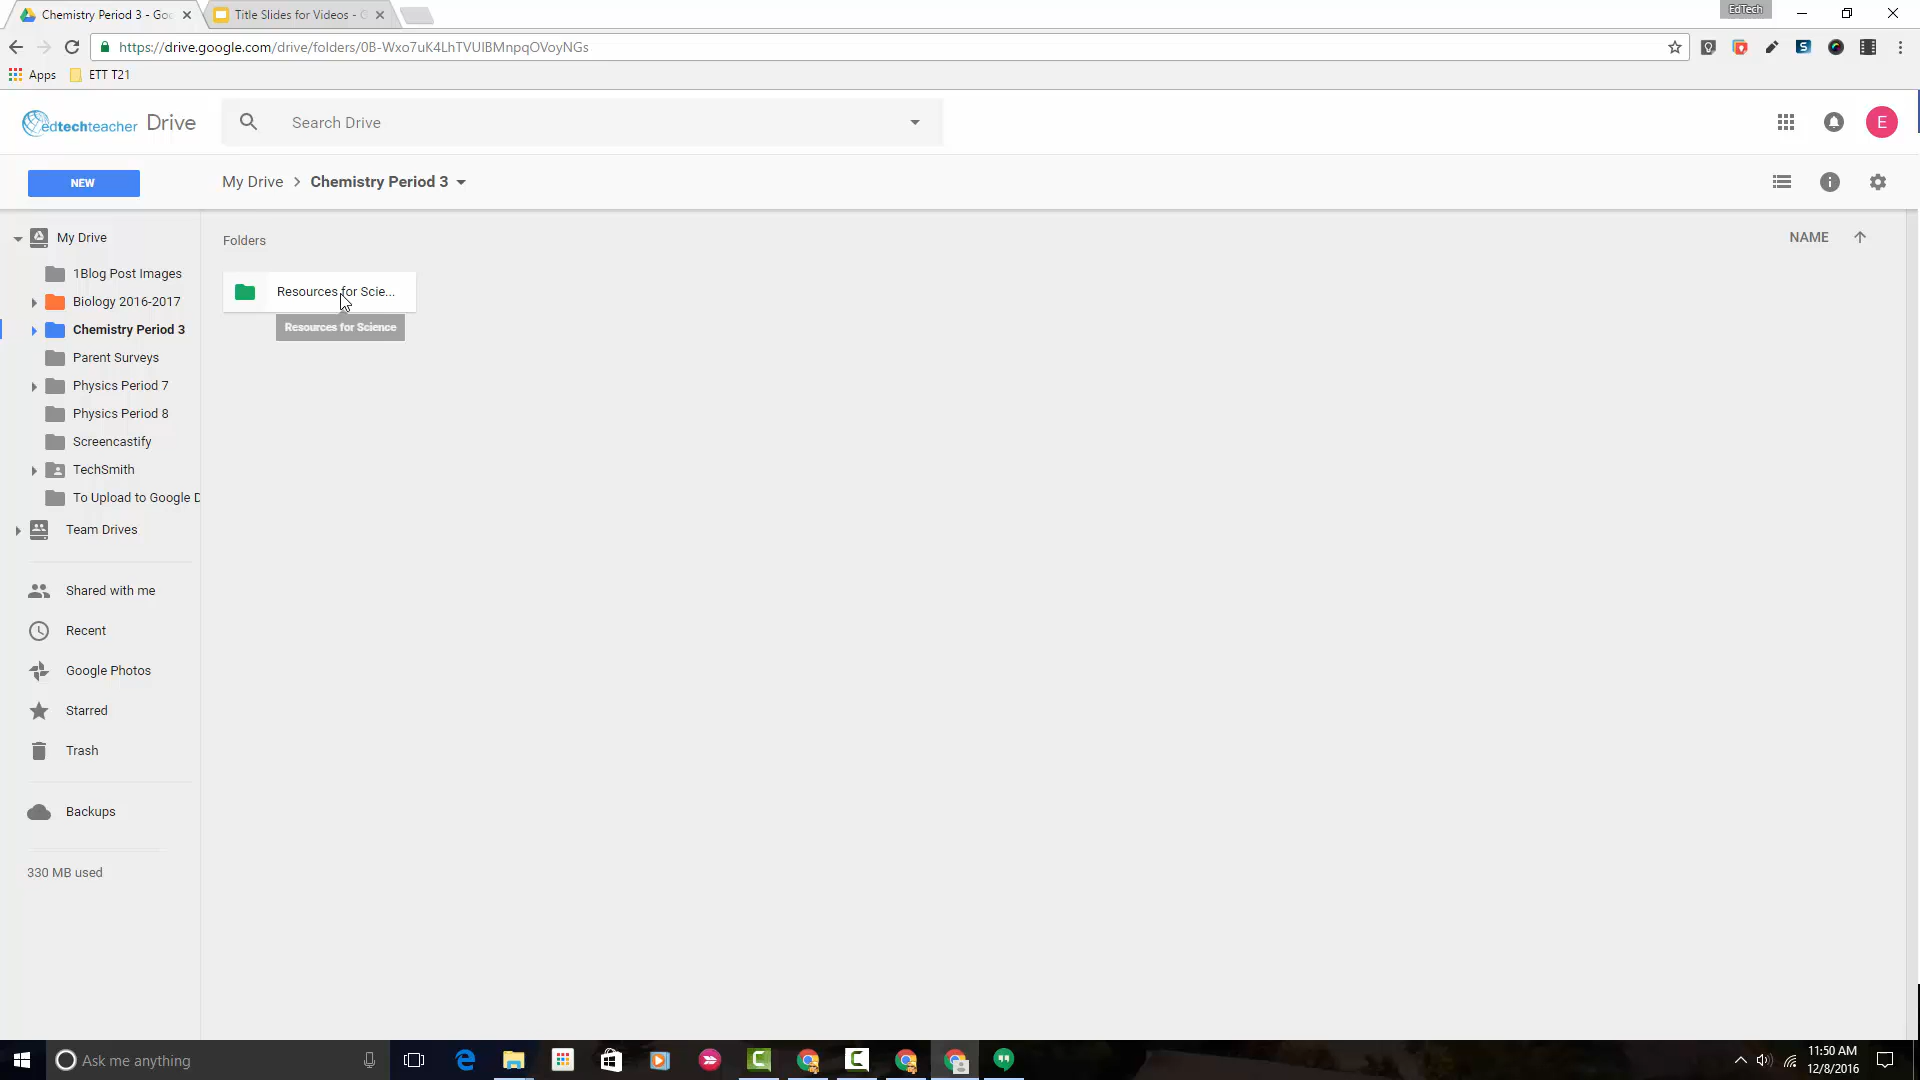 Chemistry Period 3 - Goo
Title Slides for Videos - G
EdTech
https://drive.google.com/drive/folders/0B-Wxo7uK4LhTVUlBMnpqOVoyNGs
Apps
ETT T21
edtechteacher Drive
Search Drive
E
NEW
My Drive > Chemistry Period 3
My Drive
Folders
NAME
1Blog Post Images
Resources for Scie...
Biology 2016-2017
Resources for Science
Chemistry Period 3
Parent Surveys
Physics Period 7
Physics Period 8
Screencastify
TechSmith
To Upload to Google D
Team Drives
Shared with me
Recent
Google Photos
Starred
Trash
Backups
330 MB used
Ask me anything
11:50 AM
12/8/2016